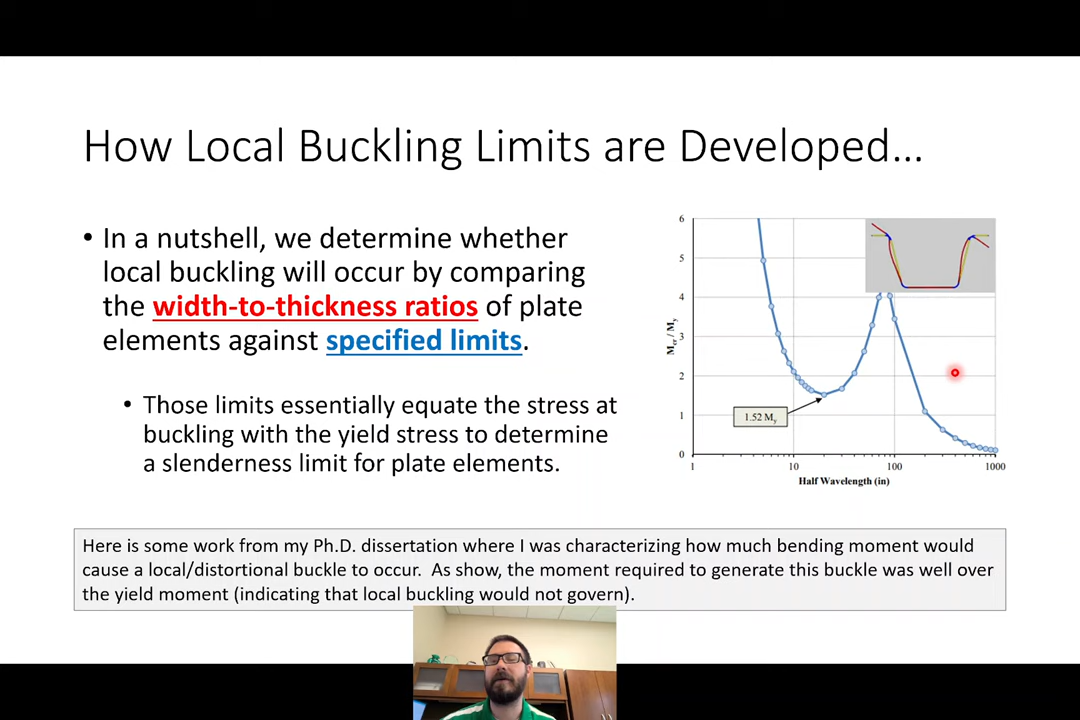 How Local Buckling Limits are Developed…
• In a nutshell, we determine whether
local buckling will occur by comparing
the width-to-thickness ratios of plate
elements against specified limits.
• Those limits essentially equate the stress at
buckling with the yield stress to determine
a slenderness limit for plate elements.
6
5
4
3
2
1
0
Mcr / My
1.52 My
1
10
100
1000
Half Wavelength (in)
Here is some work from my Ph.D. dissertation where I was characterizing how much bending moment would
cause a local/distortional buckle to occur. As show, the moment required to generate this buckle was well over
the yield moment (indicating that local buckling would not govern).